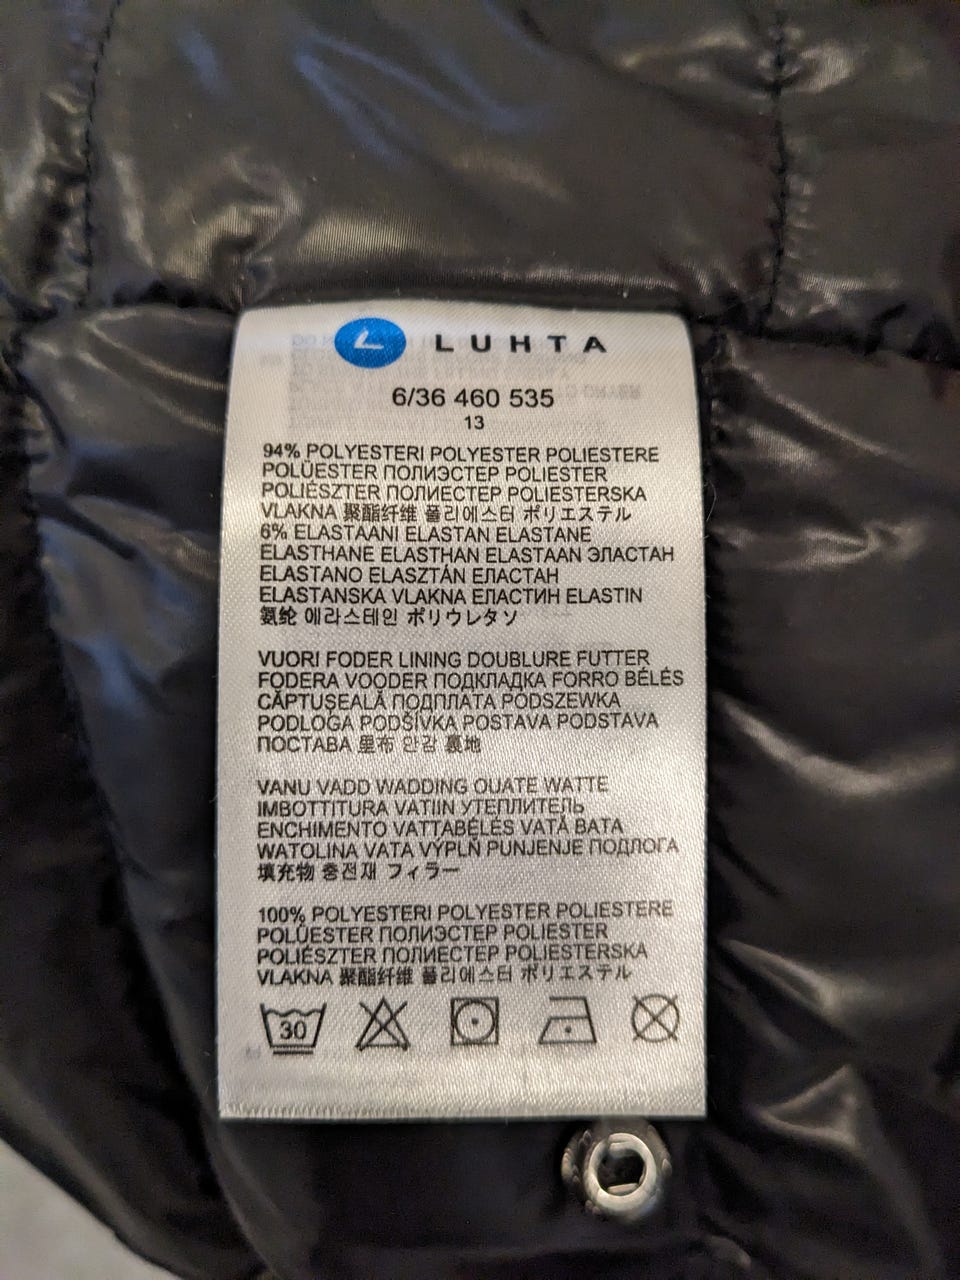 LUHTA
6/36 460 535
13
94% POLYESTERI POLYESTER POLIESTERE
POLÜESTER ПОЛИЭСТЕР POLIESTER
POLIÉSZTER ПОЛИЕСТЕР POLIESTERSKA
VLAKNA 聚酯纤维 폴리에스터 ポリエステル
6% ELASTAANI ELASTAN ELASTANE
ELASTHANE ELASTHAN ELASTAAN ЭЛАСТАН
ELASTANO ELASZTÁN ЕЛАСТАН
ELASTANSKA VLAKNA ЕЛАСТИН ELASTIN
氨纶 에라스테인 ポリウレタソ
VUORI FODER LINING DOUBLURE FUTTER
FODERA VOODER ПОДКЛАДКА FORRO BÉLÉS
CĂPTUŞEALĂ ПОДПЛАТА PODSZEWKA
PODLOGA PODŠÍVKA POSTAVA PODSTAVA
ПОСТАВА 里布 안감 裏地
VANU VADD WADDING OUATE WATTE
IMBOTTITURA VATIIN УТЕПЛИТЕЛЬ
ENCHIMENTO VATTABÉLÉS VATĂ ВАТА
WATOLINA VATA VÝPLŇ PUNJENJE ПОДЛОГА
填充物 충전재 フィラー
100% POLYESTERI POLYESTER POLIESTERE
POLÜESTER ПОЛИЭСТЕР POLIESTER
POLIÉSZTER ПОЛИЕСТЕР POLIESTERSKA
VLAKNA 聚酯纤维 폴리에스터 ポリエステル
30